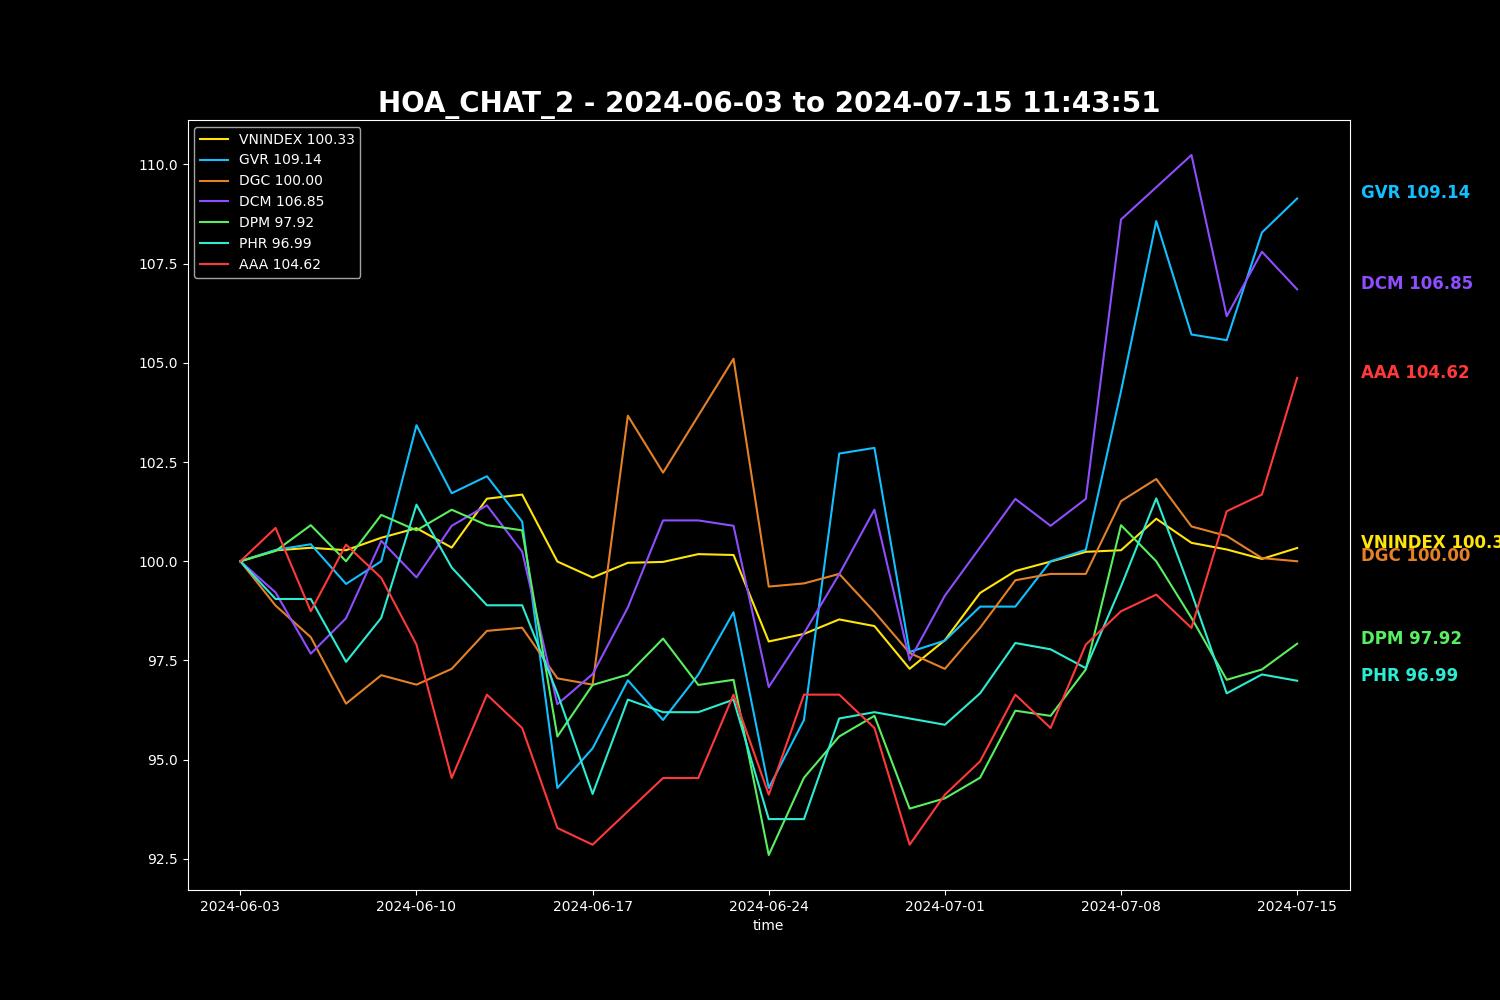 HOA_CHAT_2 - 2024-06-03 to 2024-07-15 11:43:51
VNINDEX 100.33
GVR 109.14
DGC 100.00
DCM 106.85
DPM 97.92
PHR 96.99
AAA 104.62
110.0
107.5
105.0
102.5
100.0
97.5
95.0
92.5
GVR 109.14
DCM 106.85
AAA 104.62
VNINDEX 100.3
DGC 100.00
DPM 97.92
PHR 96.99
2024-06-03 2024-06-10 2024-06-17 2024-06-24 2024-07-01 2024-07-08 2024-07-15
time